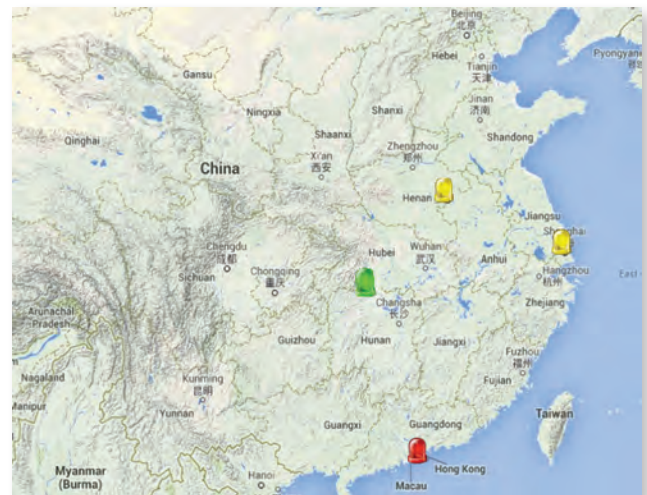 Beijing
北京
Hebei
Pyongyan
Tianjin
天津
Gansu
Jinan
济南
Ningxia
Shanxi
Shandong
Qinghai
Shaanxi
Zhengzhou
郑州
China
Xi'an
西安
Henan
Jiangsu
Shanghai
Chengdu
成都
Hubei
Wuhan
武汉
Anhui
East
Hangzhou
杭州
Sichuan
Chongqing
重庆
Changsha
长沙
Zhejiang
Arunachal
Pradesh
Guizhou
Hunan
Jiangxi
Fuzhou
福州
Nagaland
Kunming
昆明
Fujian
Manipur
Yunnan
Taiwan
Guangxi
Guangdong
Myanmar
(Burma)
Hanoi
Hong Kong
Macau